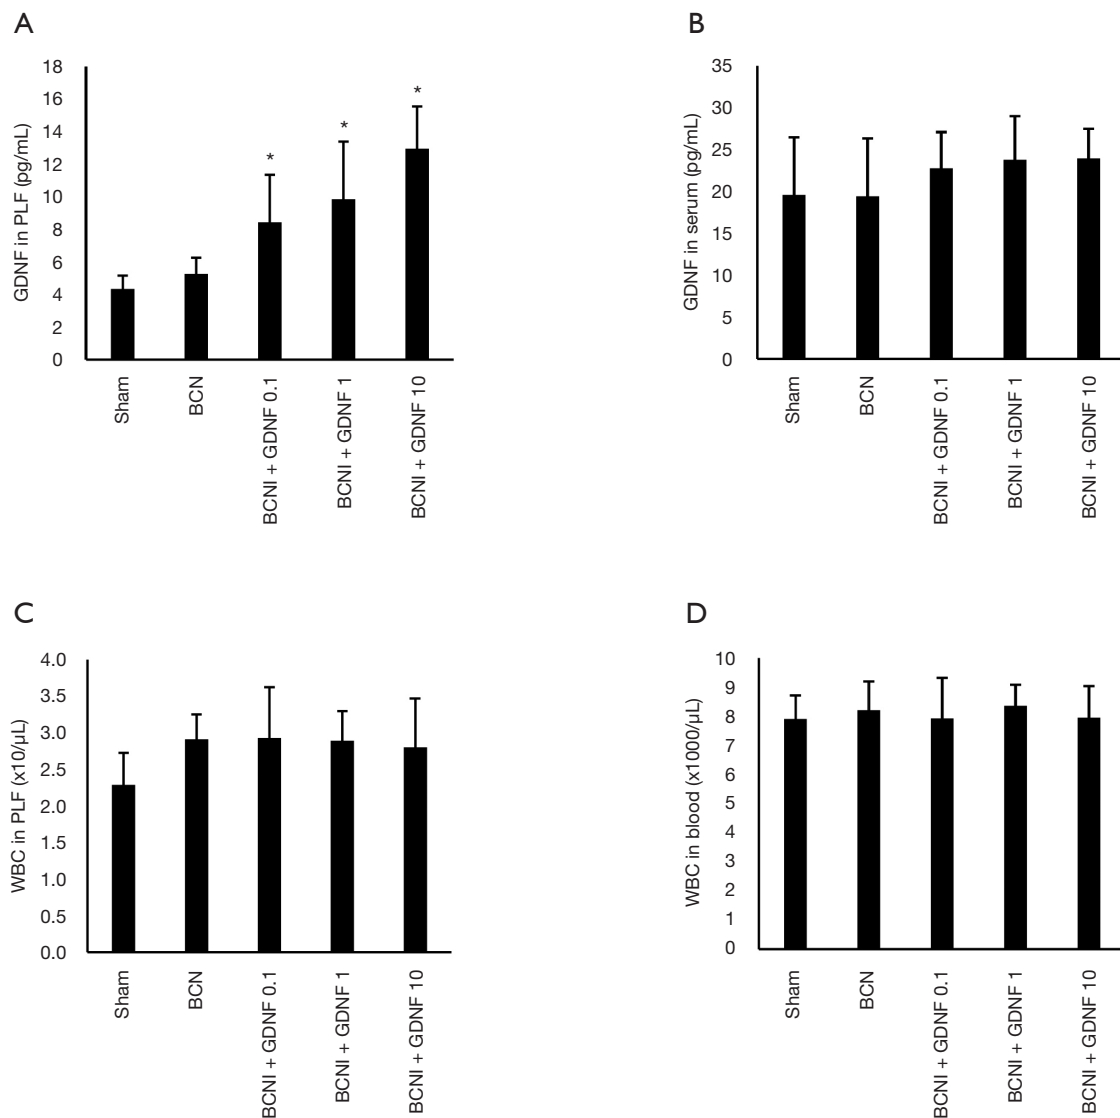 A
GDNF in PLF (pg/mL)
18
16
14
12
10
8
6
4
2
0
*
*
*
Sham
BCN
BCNI + GDNF 0.1
BCNI + GDNF 1
BCNI + GDNF 10
B
GDNF in serum (pg/mL)
35
30
25
20
15
10
5
0
Sham
BCN
BCNI + GDNF 0.1
BCNI + GDNF 1
BCNI + GDNF 10
C
WBC in PLF (x10/μL)
4.0
3.5
3.0
2.5
2.0
1.5
1.0
0.5
0.0
Sham
BCN
BCNI + GDNF 0.1
BCNI + GDNF 1
BCNI + GDNF 10
D
WBC in blood (x1000/μL)
10
9
8
7
6
5
4
3
2
1
0
Sham
BCN
BCNI + GDNF 0.1
BCNI + GDNF 1
BCNI + GDNF 10